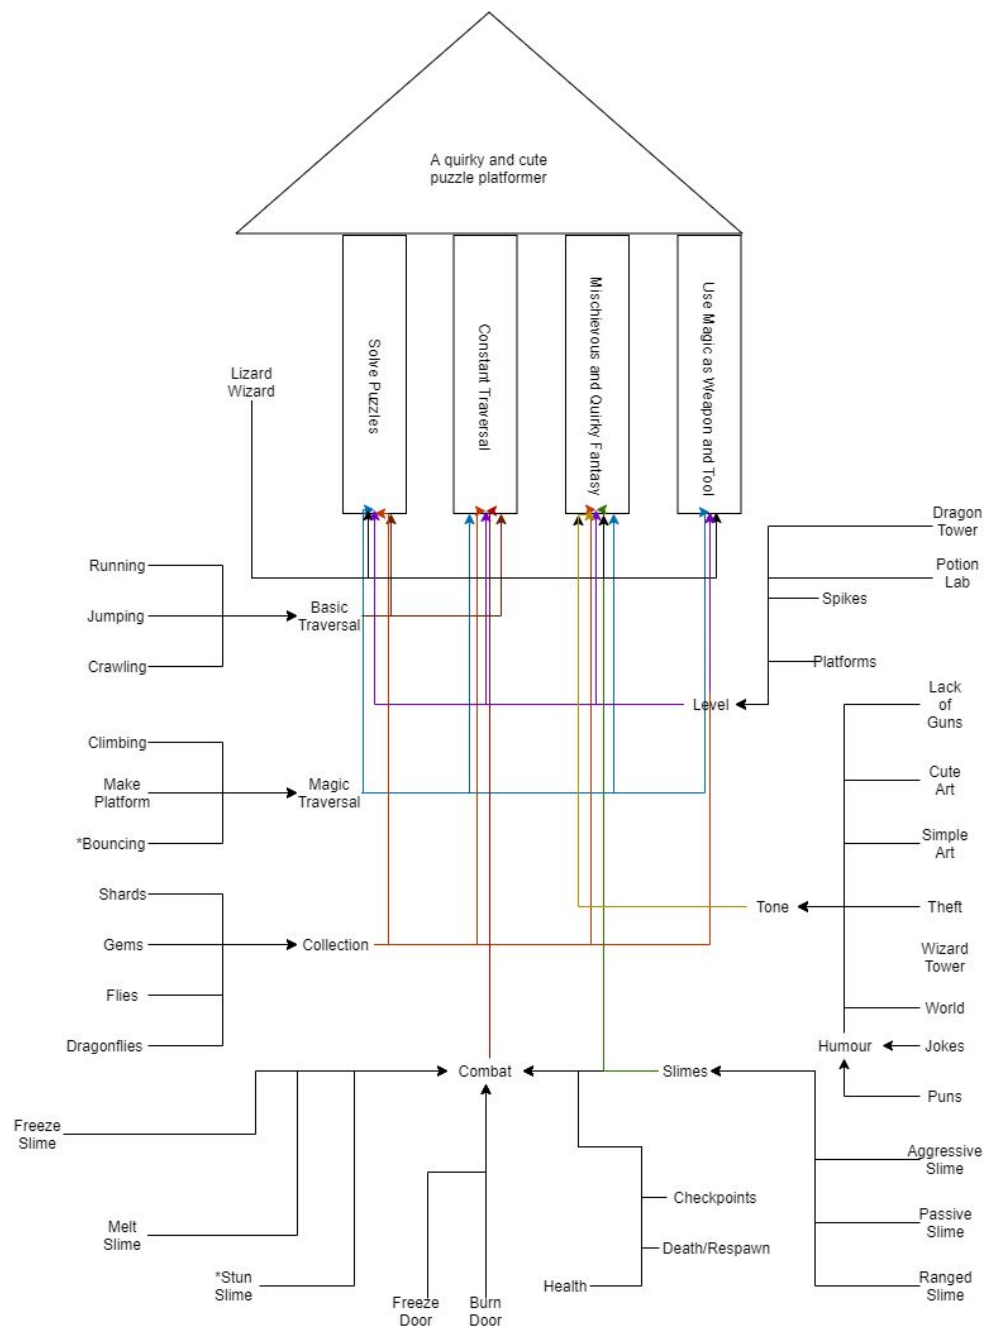 A quirky and cute
puzzle platformer
Solve Puzzles
Constant Traversal
Mischievous and Quirky Fantasy
Use Magic as Weapon and Tool
Lizard
Wizard
Dragon
Tower
Potion
Lab
Spikes
Platforms
Level
Running
Jumping
Crawling
Basic
Traversal
Climbing
Make
Platform
*Bouncing
Magic
Traversal
Lack
of
Guns
Cute
Art
Simple
Art
Tone
Theft
Wizard
Tower
World
Humour
Jokes
Puns
Shards
Gems
Flies
Dragonflies
Collection
Combat
Slimes
Freeze
Slime
Melt
Slime
*Stun
Slime
Freeze
Door
Burn
Door
Checkpoints
Death/Respawn
Health
Aggressive
Slime
Passive
Slime
Ranged
Slime